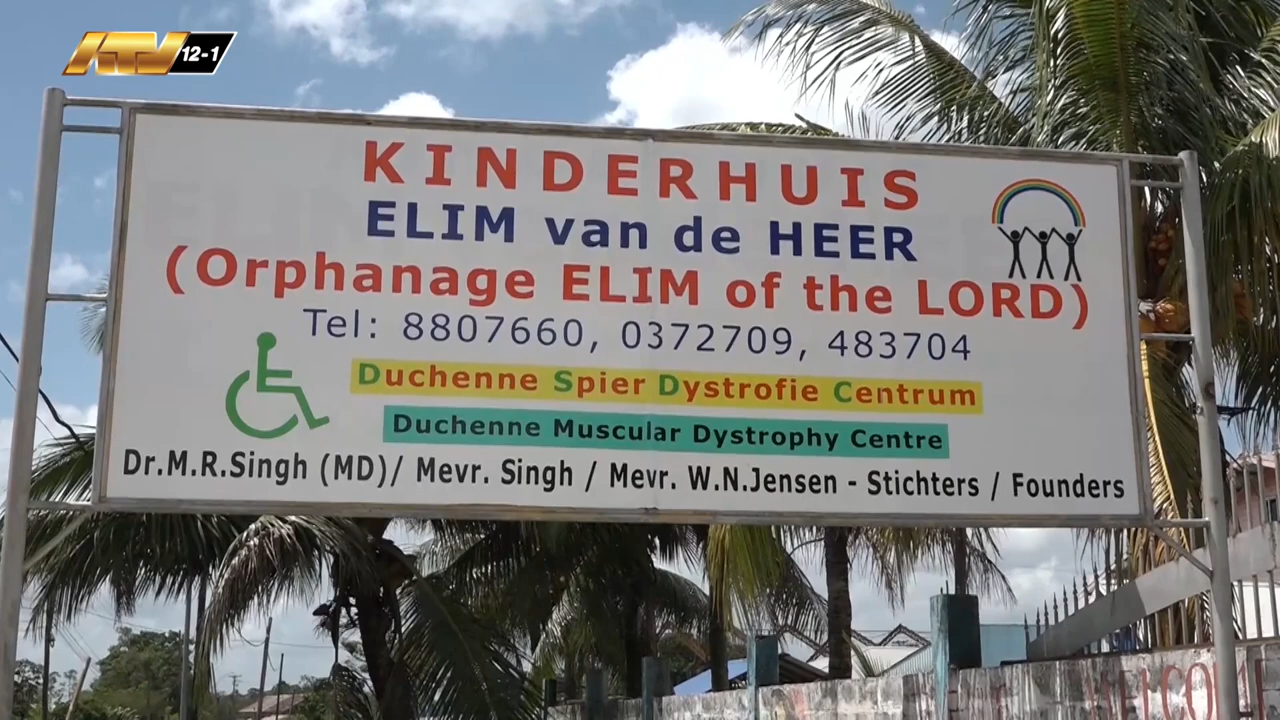 ATV 12-1
KINDERHUIS
ELIM van de HEER
(Orphanage ELIM of the LORD)
Tel: 8807660, 0372709, 483704
Duchenne Spier Dystrofie Centrum
Duchenne Muscular Dystrophy Centre
Dr.M.R.Singh (MD)/ Mevr. Singh / Mevr. W.N.Jensen - Stichters / Founders
WELCOME